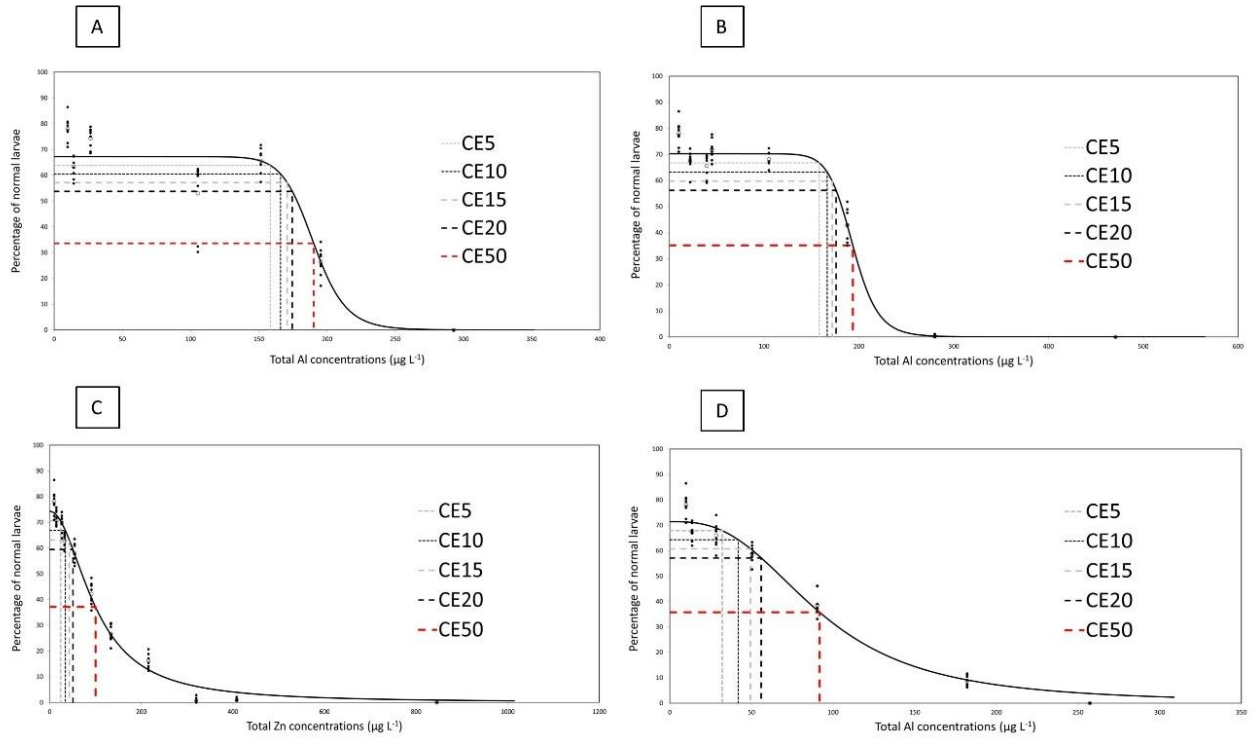 A
100
90
80
70
60
50
40
30
20
10
0
Percentage of normal larvae
CE5
CE10
CE15
CE20
CE50
0 50 100 150 200 250 300 350 400
Total Al concentrations (µg L⁻¹)
B
100
90
80
70
60
50
40
30
20
10
0
Percentage of normal larvae
CE5
CE10
CE15
CE20
CE50
0 100 200 300 400 500 600
Total Al concentrations (µg L⁻¹)
C
100
90
80
70
60
50
40
30
20
10
0
Percentage of normal larvae
CE5
CE10
CE15
CE20
CE50
0 200 400 600 800 1000 1200
Total Zn concentrations (µg L⁻¹)
D
100
90
80
70
60
50
40
30
20
10
0
Percentage of normal larvae
CE5
CE10
CE15
CE20
CE50
0 50 100 150 200 250 300 350
Total Al concentrations (µg L⁻¹)